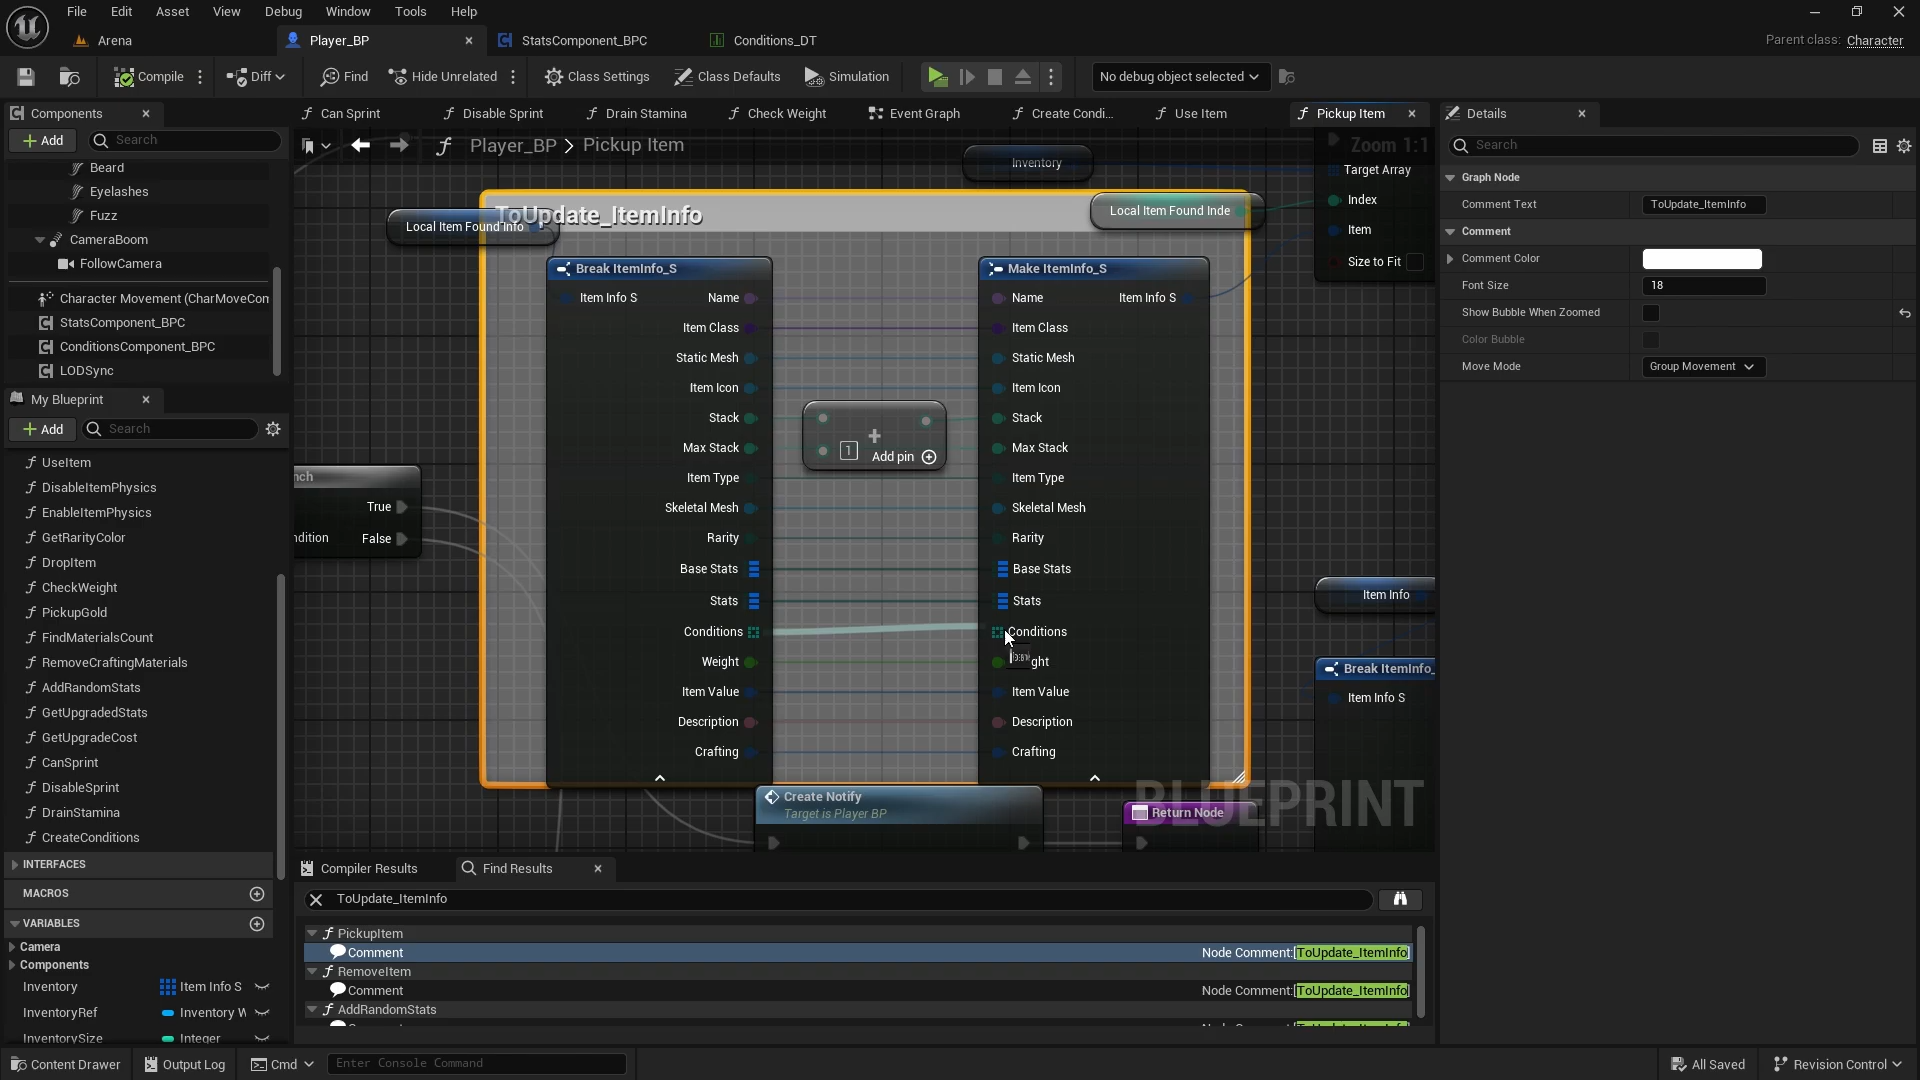 File Edit Asset View Debug Window Tools Help
Arena Player_BP StatsComponent_BPC Conditions_DT Parent class: Character
Compile Diff Find Hide Unrelated Class Settings Class Defaults Simulation No debug object selected
Components
Add Search
Beard
Eyelashes
Fuzz
CameraBoom
FollowCamera
Character Movement (CharMoveCom
StatsComponent_BPC
ConditionsComponent_BPC
LODSync
My Blueprint
Add Search
UseItem
DisableItemPhysics
EnableItemPhysics
GetRarityColor
DropItem
CheckWeight
PickupGold
FindMaterialsCount
RemoveCraftingMaterials
AddRandomStats
GetUpgradedStats
GetUpgradeCost
CanSprint
DisableSprint
DrainStamina
CreateConditions
INTERFACES
MACROS
VARIABLES
Camera
Components
Inventory Item Info S
InventoryRef Inventory W
InventorySize Integer
Can Sprint Disable Sprint Drain Stamina Check Weight Event Graph Create Condi... Use Item Pickup Item
Player_BP > Pickup Item Zoom 1:1
Inventory
ToUpdate_ItemInfo
Local Item Found Info
Local Item Found Inde
Target Array
Index
Item
Size to Fit
Break ItemInfo_S
Item Info S Name
Item Class
Static Mesh
Item Icon
Stack
Max Stack
Item Type
Skeletal Mesh
Rarity
Base Stats
Stats
Conditions
Weight
Item Value
Description
Crafting
1 Add pin
Make ItemInfo_S
Name Item Info S
Item Class
Static Mesh
Item Icon
Stack
Max Stack
Item Type
Skeletal Mesh
Rarity
Base Stats
Stats
Conditions
ght
Item Value
Description
Crafting
nch
True
ndition False
Item Info
Break ItemInfo_
Item Info S
Create Notify
Target is Player BP
Return Node
BLUEPRINT
Compiler Results Find Results
ToUpdate_ItemInfo
PickupItem
Comment Node Comment:[ToUpdate_ItemInfo]
RemoveItem
Comment Node Comment:[ToUpdate_ItemInfo]
AddRandomStats
Details
Search
Graph Node
Comment Text ToUpdate_ItemInfo
Comment
Comment Color
Font Size 18
Show Bubble When Zoomed
Color Bubble
Move Mode Group Movement
Content Drawer Output Log Cmd Enter Console Command All Saved Revision Control